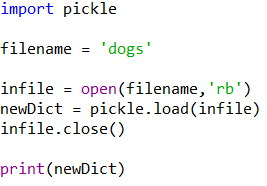 import pickle
filename = 'dogs'
infile = open(filename,'rb')
newDict = pickle.load(infile)
infile.close()
print(newDict)